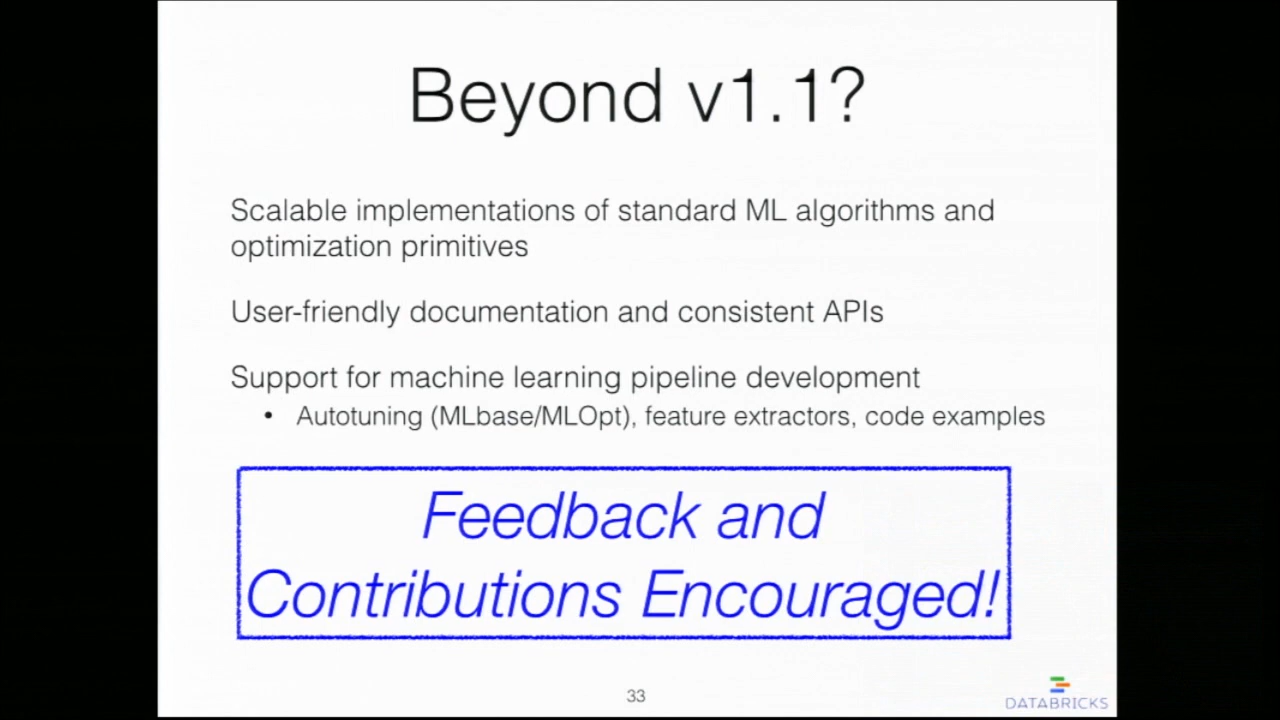 Beyond v1.1?
Scalable implementations of standard ML algorithms and
optimization primitives
User-friendly documentation and consistent APIs
Support for machine learning pipeline development
• Autotuning (MLbase/MLOpt), feature extractors, code examples
Feedback and
Contributions Encouraged!
33
DATABRICKS